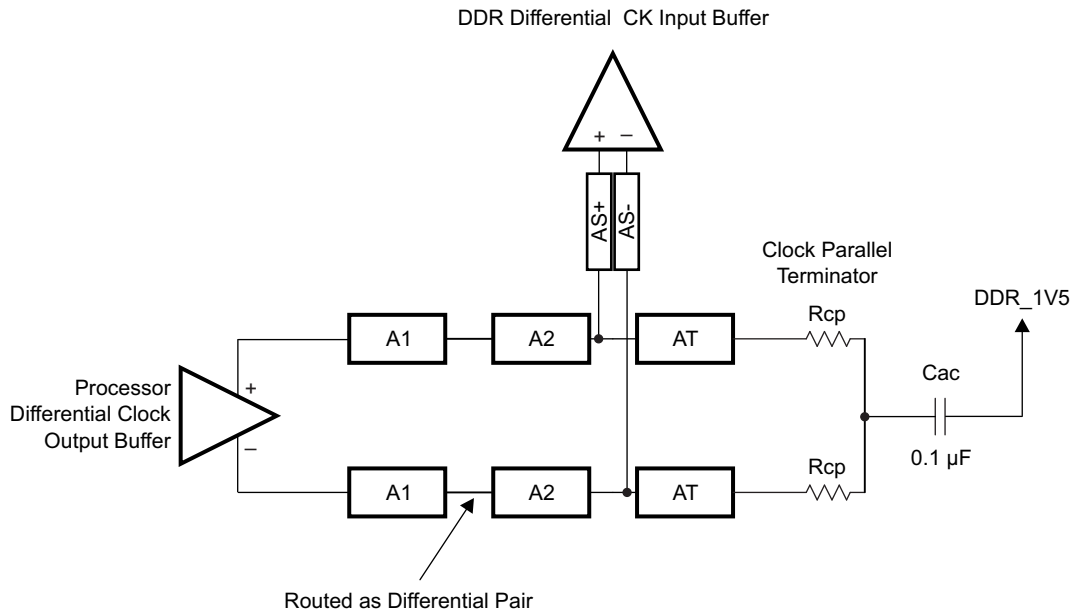 DDR Differential CK Input Buffer
+ −
AS+
AS-
Clock Parallel
Terminator
DDR_1V5
A1
A2
AT
Rcp
Processor
Differential Clock
Output Buffer
+
−
Cac
0.1 µF
A1
A2
AT
Rcp
Routed as Differential Pair